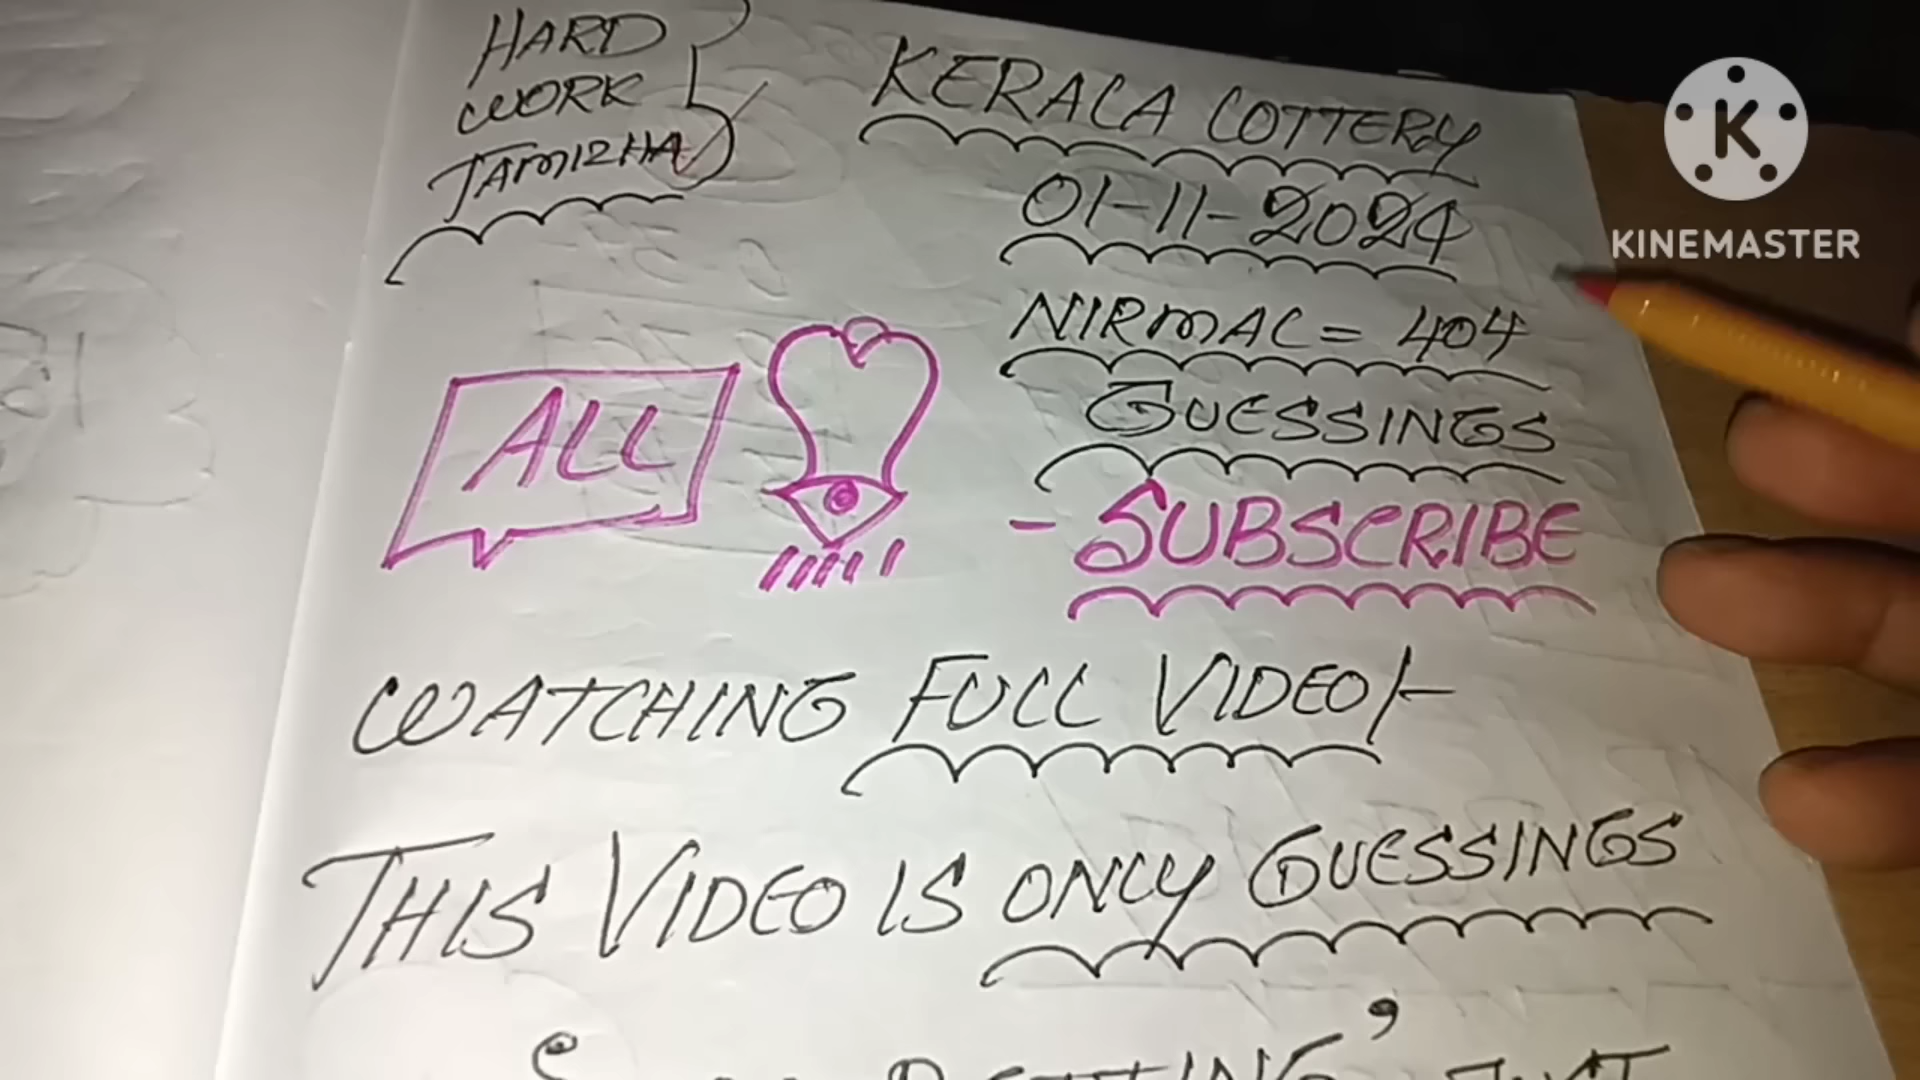 HARD
WORK
TAMIZHA
KERALA LOTTERY
01-11-2024
NIRMAL = 404
GUESSINGS
ALL
- SUBSCRIBE
WATCHING FULL VIDEO/-
THIS VIDEO IS ONLY GUESSINGS
K
KINEMASTER